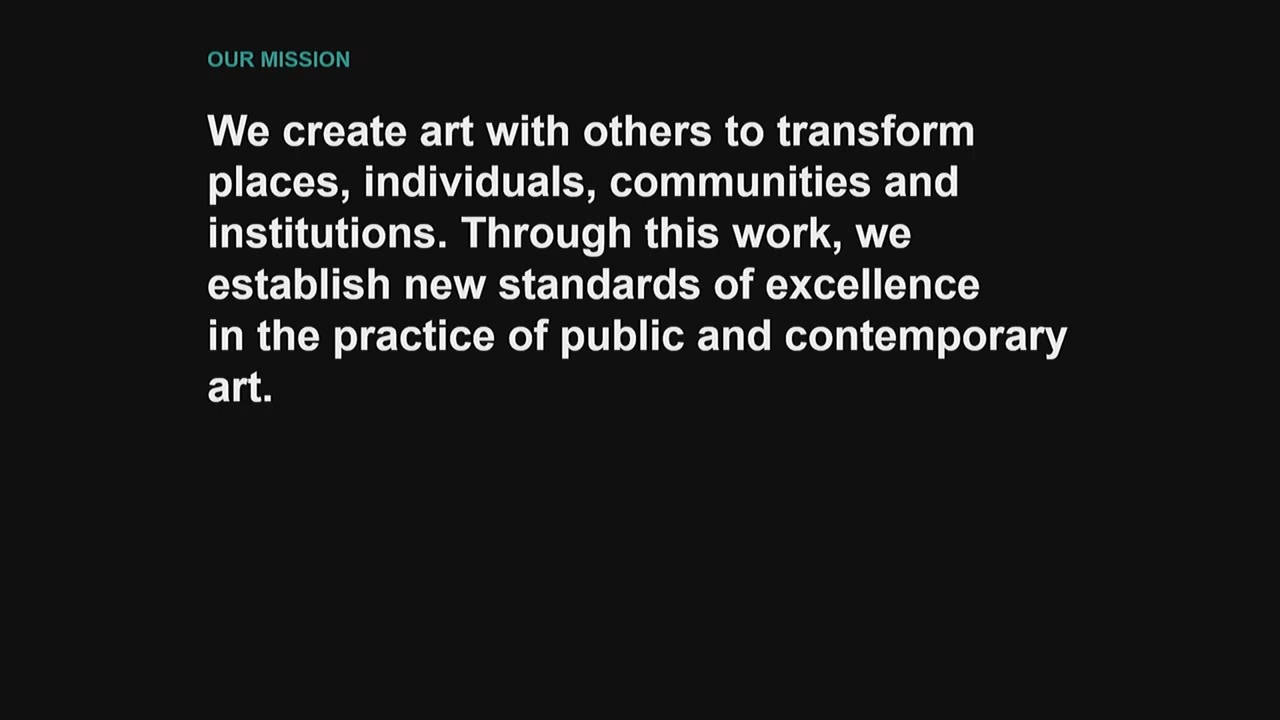 OUR MISSION
We create art with others to transform
places, individuals, communities and
institutions. Through this work, we
establish new standards of excellence
in the practice of public and contemporary
art.